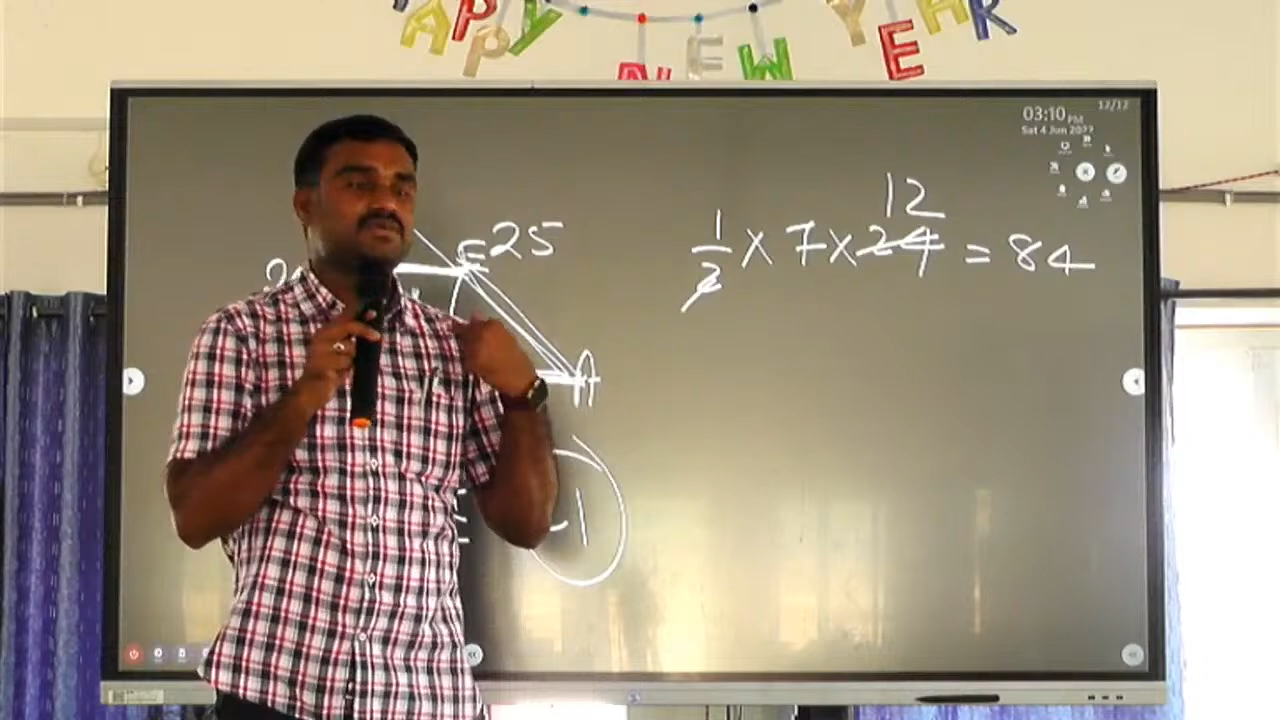 HAPPY NEW YEAR
12/12
03:10 PM
Sat 4 Jun 2022
12
1/2 × 7 × 24 = 84
E 25
A
-1